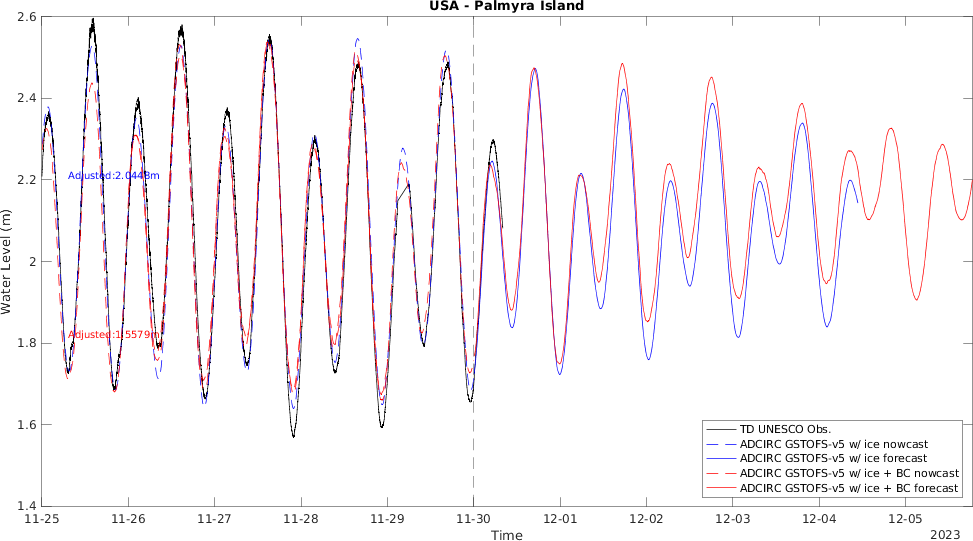 USA - Palmyra Island
2.6
2.4
2.2
2
1.8
1.6
1.4
Water Level (m)
Adjusted:2.0448m
Adjusted:1.5579m
TD UNESCO Obs.
ADCIRC GSTOFS-v5 w/ ice nowcast
ADCIRC GSTOFS-v5 w/ ice forecast
ADCIRC GSTOFS-v5 w/ ice + BC nowcast
ADCIRC GSTOFS-v5 w/ ice + BC forecast
11-25 11-26 11-27 11-28 11-29 11-30 12-01 12-02 12-03 12-04 12-05
Time
2023